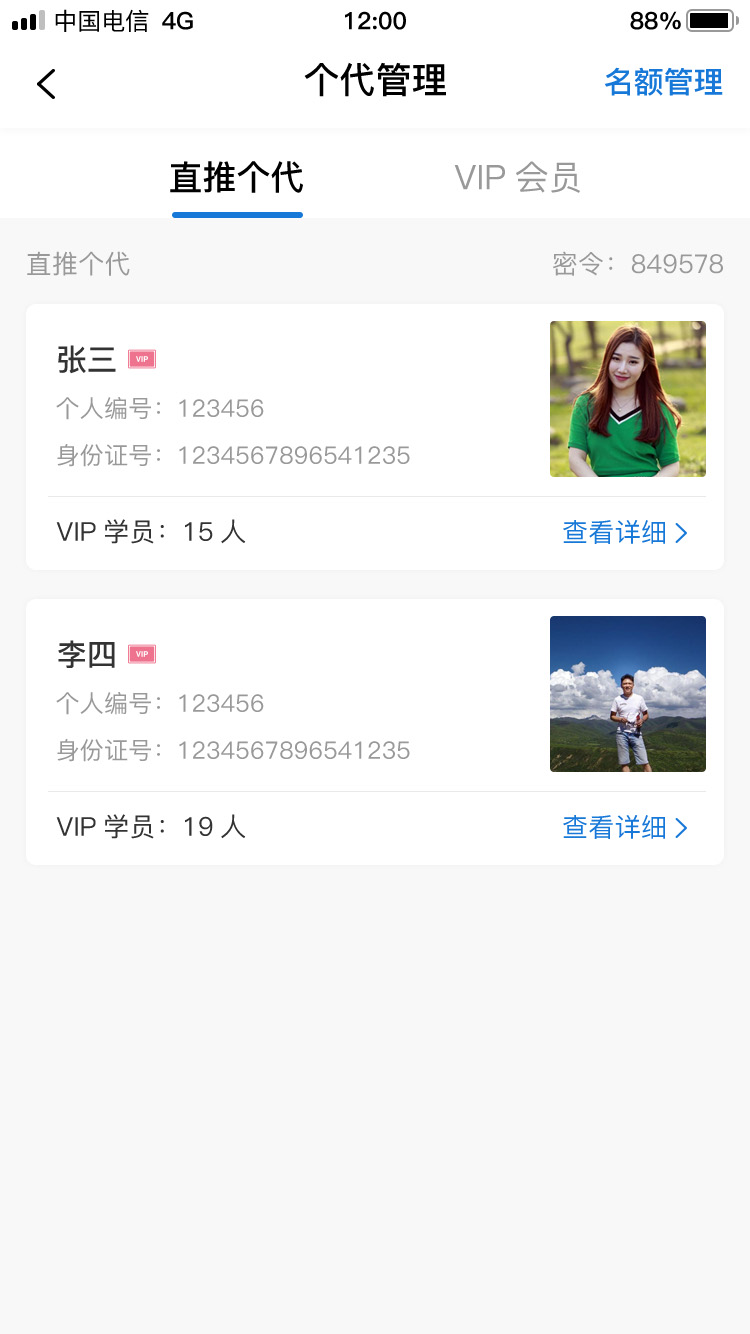 中国电信 4G 12:00 88%
个代管理 名额管理
直推个代 VIP 会员
直推个代 密令：849578
张三 VIP
个人编号：123456
身份证号：1234567896541235
VIP 学员：15 人 查看详细
李四 VIP
个人编号：123456
身份证号：1234567896541235
VIP 学员：19 人 查看详细